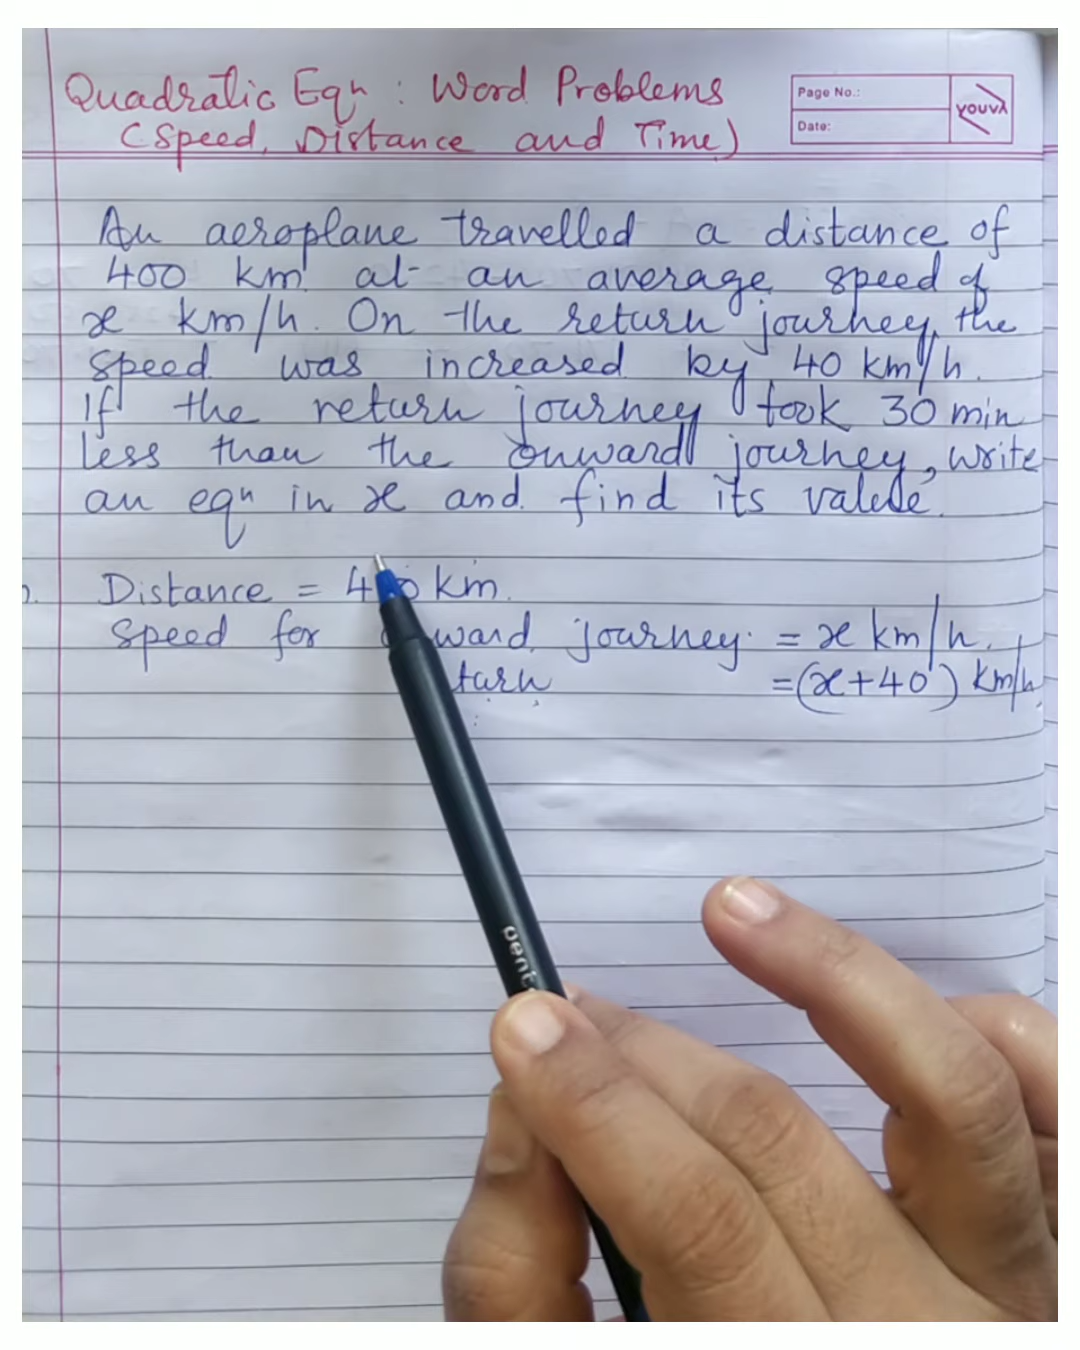 Quadratic Eqn : Word Problems
(Speed, Distance and Time)
Page No.:
Date:
youva
An aeroplane travelled a distance of
400 km at an average speed of
x km/h. On the return journey, the
speed was increased by 40 km/h.
If the return journey took 30 min
less than the onward journey, write
an eqn in x and find its value.
Distance = 400 km.
Speed for onward journey = x km/h.
= (x+40) km/h.
pent